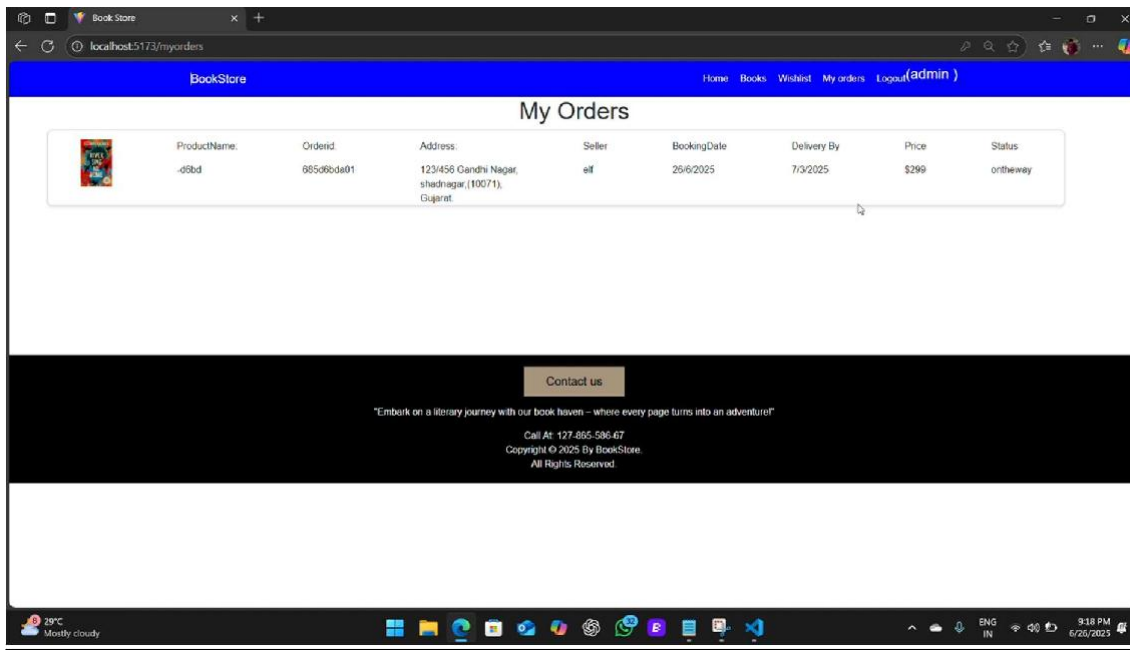 Book Store
localhost:5173/myorders
BookStore
Home Books Wishlist My orders Logout(admin )
My Orders
ProductName: Orderid: Address: Seller BookingDate Delivery By Price Status
-d6bd 685d6bda01 123/456 Gandhi Nagar, elf 26/6/2025 7/3/2025 $299 ontheway
shadnagar,(10071),
Gujarat.
Contact us
"Embark on a literary journey with our book haven – where every page turns into an adventure!"
Call At: 127-865-586-67
Copyright © 2025 By BookStore.
All Rights Reserved.
8 29°C
Mostly cloudy
32
ENG
IN
9:18 PM
6/26/2025